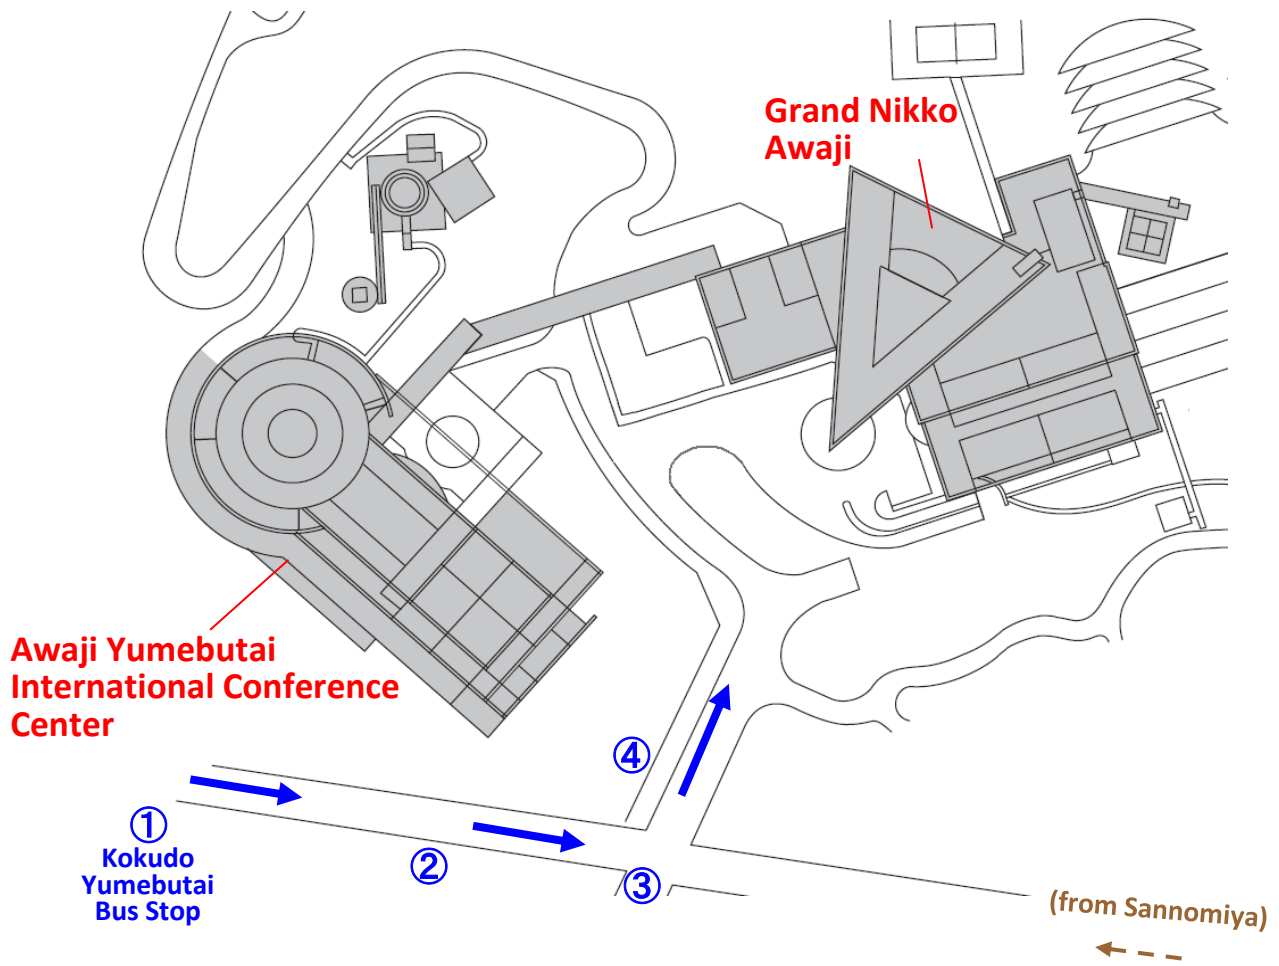 Grand Nikko
Awaji
Awaji Yumebutai
International Conference
Center
④
①
Kokudo
Yumebutai
Bus Stop
②
③
(from Sannomiya)